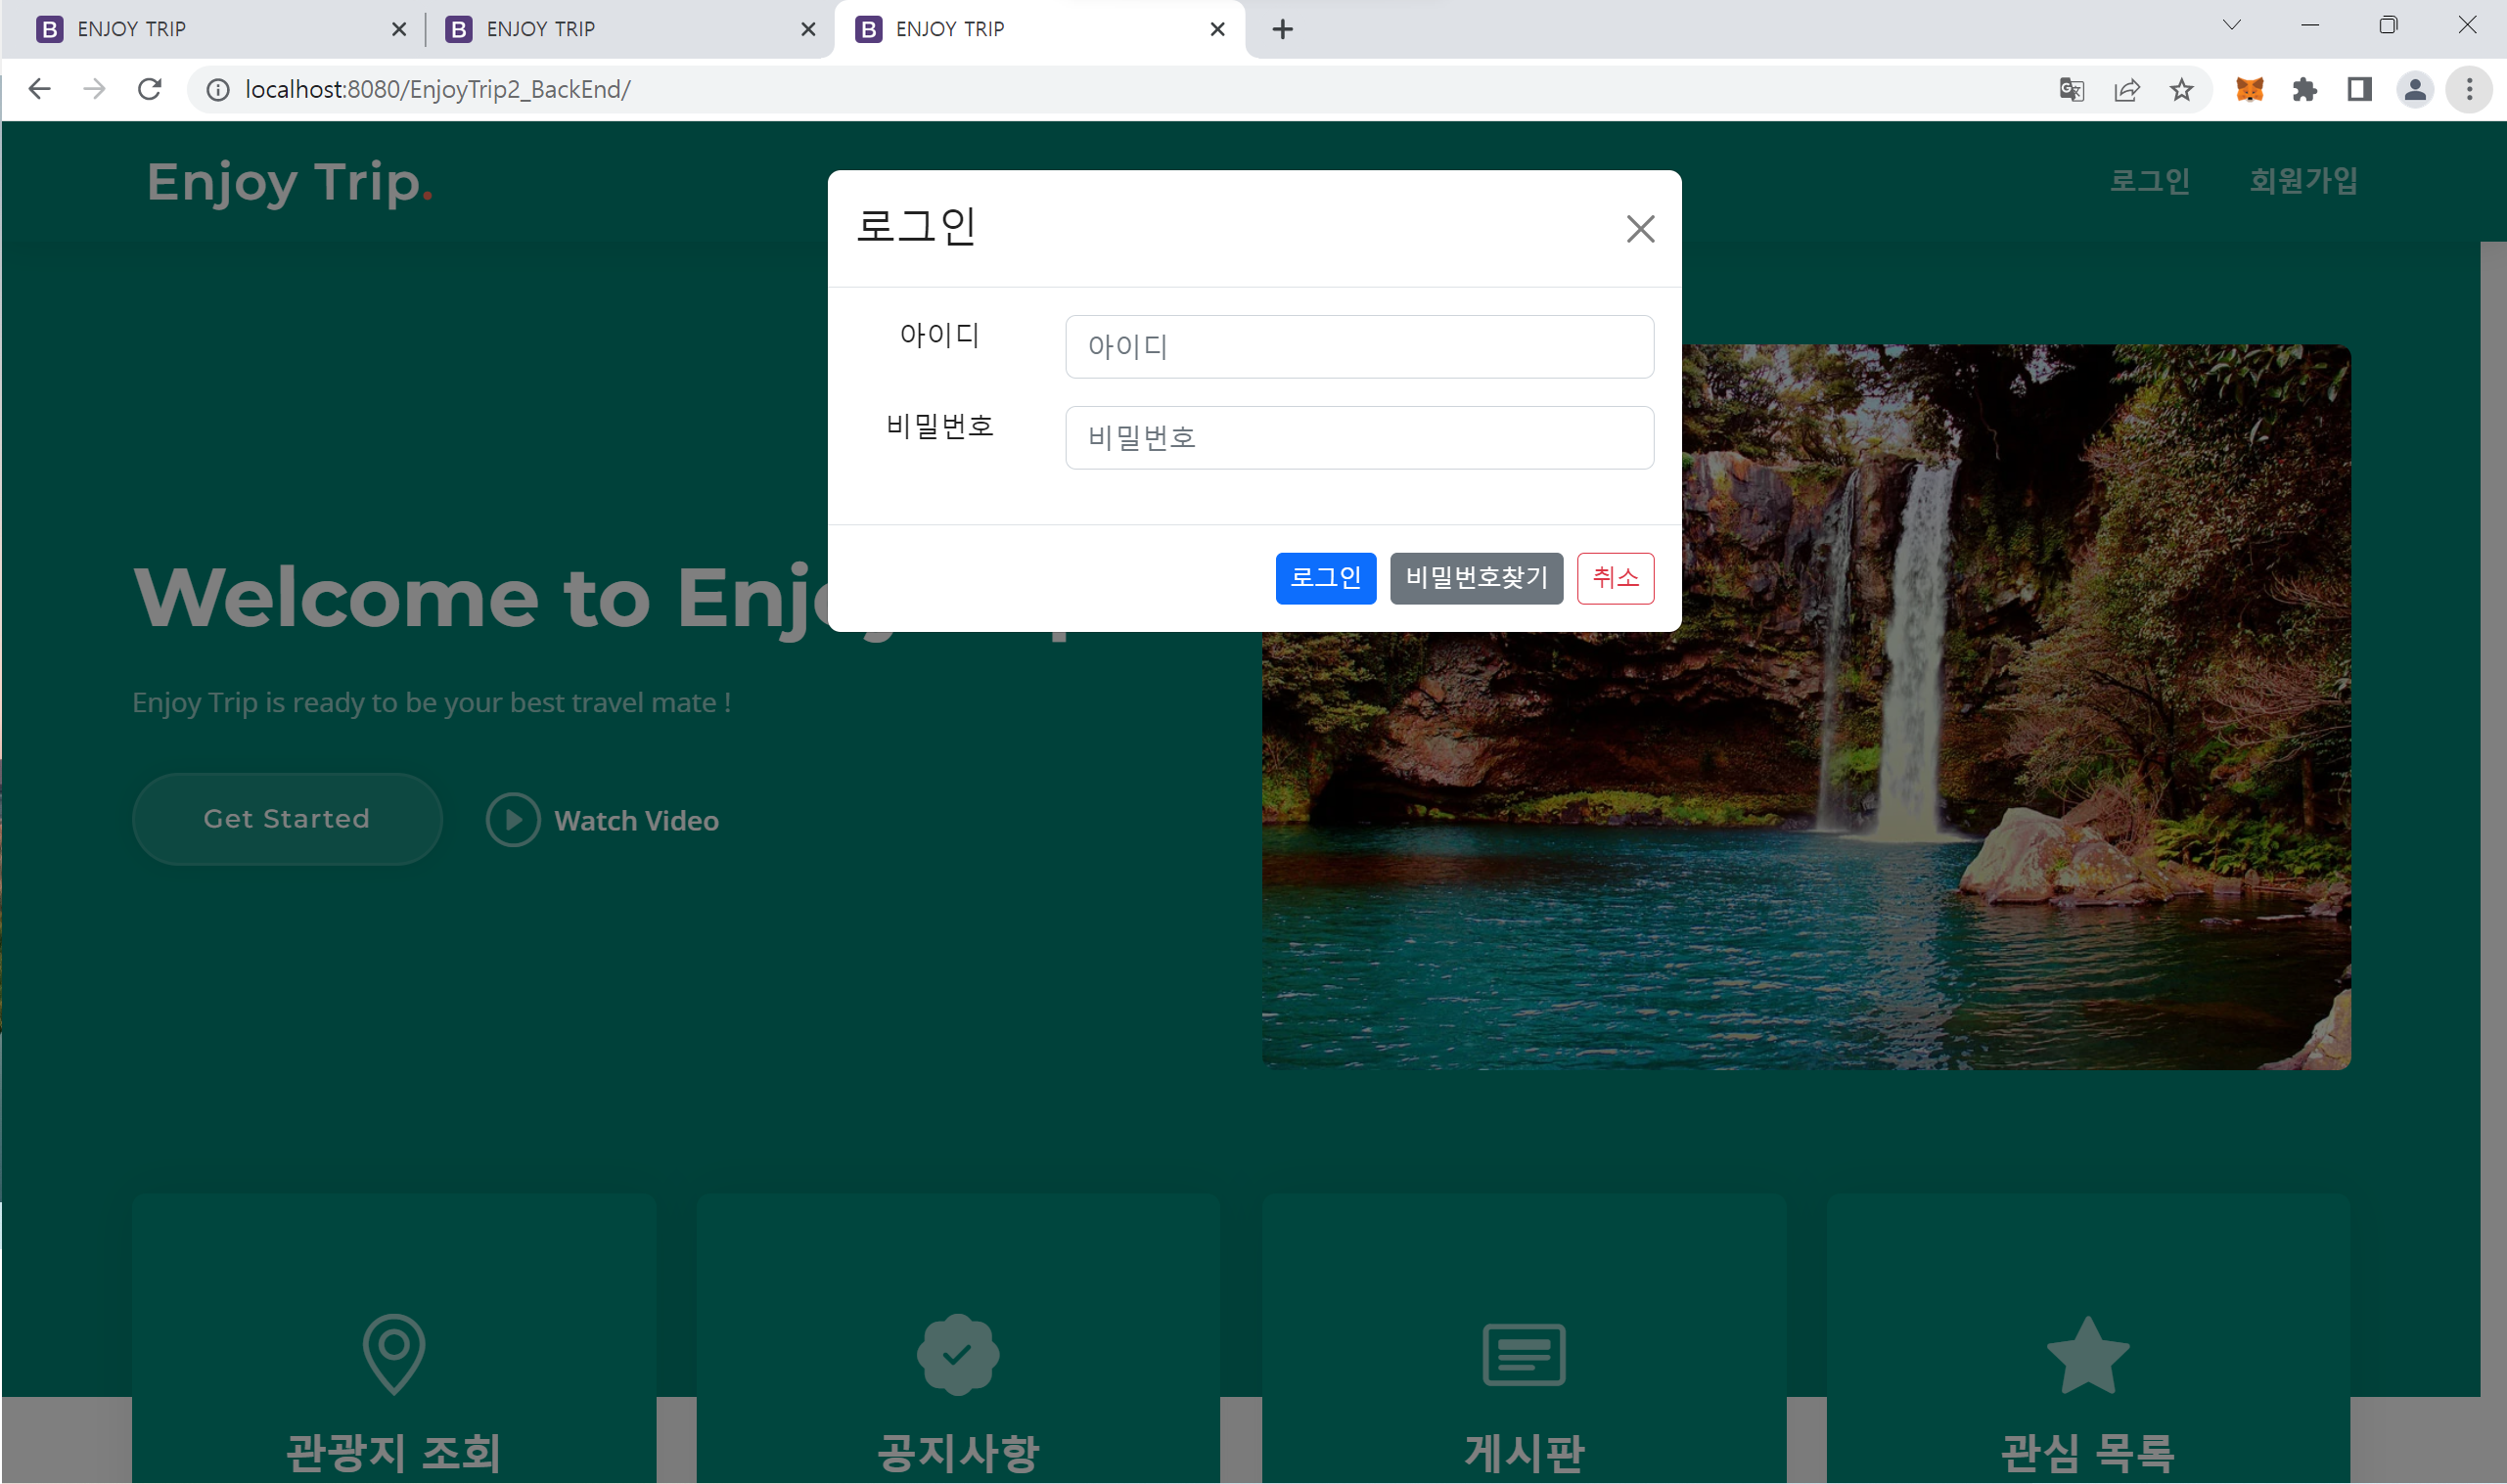 ENJOY TRIP
ENJOY TRIP
ENJOY TRIP
localhost:8080/EnjoyTrip2_BackEnd/
Enjoy Trip.
로그인
회원가입
로그인
아이디
아이디
비밀번호
비밀번호
로그인
비밀번호찾기
취소
Welcome to Enj
Enjoy Trip is ready to be your best travel mate !
Get Started
Watch Video
관광지 조회
공지사항
게시판
관심 목록